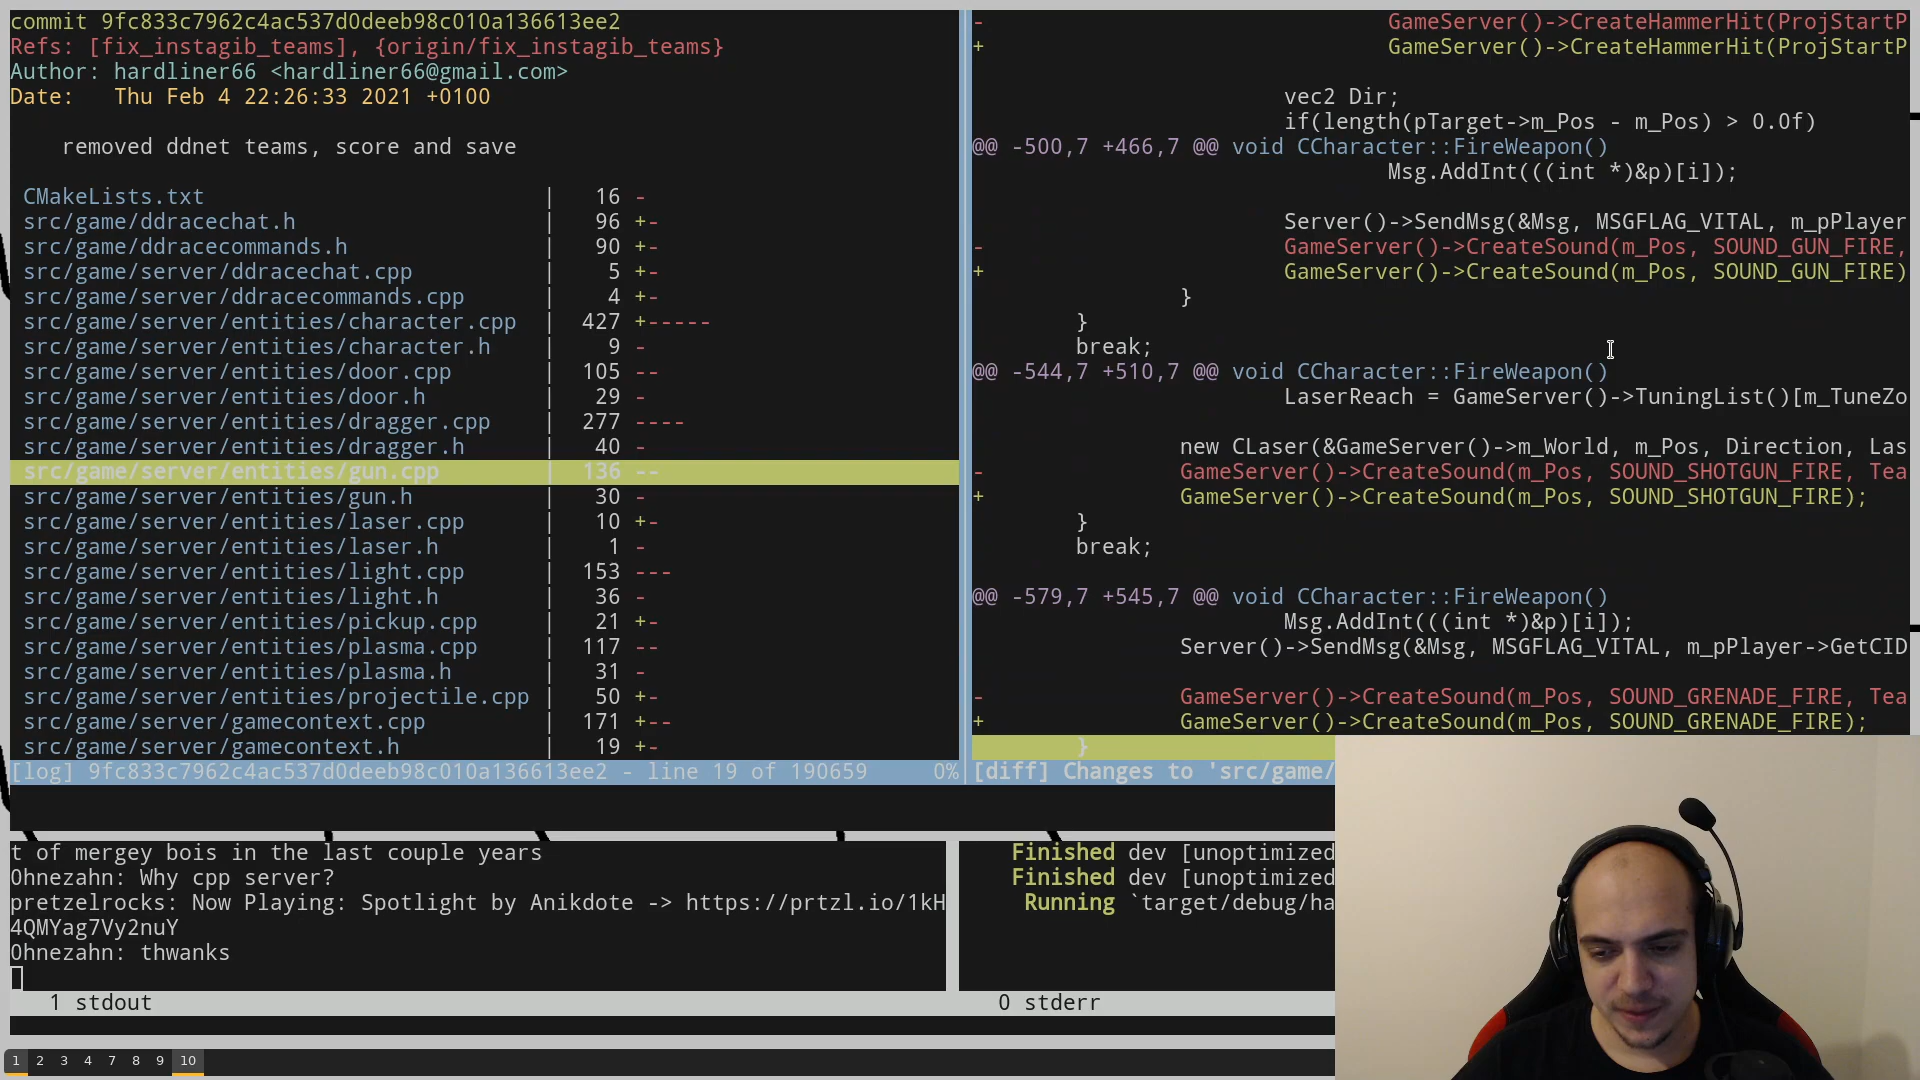 commit 9fc833c7962c4ac537d0deeb98c010a136613ee2
Refs: [fix_instagib_teams], {origin/fix_instagib_teams}
Author: hardliner66 <hardliner66@gmail.com>
Date:   Thu Feb 4 22:26:33 2021 +0100
    removed ddnet teams, score and save
CMakeLists.txt | 16 -
src/game/ddracechat.h | 96 +-
src/game/ddracecommands.h | 90 +-
src/game/server/ddracechat.cpp | 5 +-
src/game/server/ddracecommands.cpp | 4 +-
src/game/server/entities/character.cpp | 427 +-----
src/game/server/entities/character.h | 9 -
src/game/server/entities/door.cpp | 105 --
src/game/server/entities/door.h | 29 -
src/game/server/entities/dragger.cpp | 277 ----
src/game/server/entities/dragger.h | 40 -
src/game/server/entities/gun.cpp | 136 --
src/game/server/entities/gun.h | 30 -
src/game/server/entities/laser.cpp | 10 +-
src/game/server/entities/laser.h | 1 -
src/game/server/entities/light.cpp | 153 ---
src/game/server/entities/light.h | 36 -
src/game/server/entities/pickup.cpp | 21 +-
src/game/server/entities/plasma.cpp | 117 --
src/game/server/entities/plasma.h | 31 -
src/game/server/entities/projectile.cpp | 50 +-
src/game/server/gamecontext.cpp | 171 +--
src/game/server/gamecontext.h | 19 +-
[log] 9fc833c7962c4ac537d0deeb98c010a136613ee2 - line 19 of 190659 0%
- GameServer()->CreateHammerHit(ProjStartP
+ GameServer()->CreateHammerHit(ProjStartP
vec2 Dir;
if(length(pTarget->m_Pos - m_Pos) > 0.0f)
@@ -500,7 +466,7 @@ void CCharacter::FireWeapon()
Msg.AddInt(((int *)&p)[i]);
Server()->SendMsg(&Msg, MSGFLAG_VITAL, m_pPlayer
- GameServer()->CreateSound(m_Pos, SOUND_GUN_FIRE,
+ GameServer()->CreateSound(m_Pos, SOUND_GUN_FIRE)
}
}
break;
@@ -544,7 +510,7 @@ void CCharacter::FireWeapon()
LaserReach = GameServer()->TuningList()[m_TuneZo
new CLaser(&GameServer()->m_World, m_Pos, Direction, Las
- GameServer()->CreateSound(m_Pos, SOUND_SHOTGUN_FIRE, Tea
+ GameServer()->CreateSound(m_Pos, SOUND_SHOTGUN_FIRE);
}
break;
@@ -579,7 +545,7 @@ void CCharacter::FireWeapon()
Msg.AddInt(((int *)&p)[i]);
Server()->SendMsg(&Msg, MSGFLAG_VITAL, m_pPlayer->GetCID
- GameServer()->CreateSound(m_Pos, SOUND_GRENADE_FIRE, Tea
+ GameServer()->CreateSound(m_Pos, SOUND_GRENADE_FIRE);
}
[diff] Changes to 'src/game/
t of mergey bois in the last couple years
Ohnezahn: Why cpp server?
pretzelrocks: Now Playing: Spotlight by Anikdote -> https://prtzl.io/1kH
4QMYag7Vy2nuY
Ohnezahn: thwanks
1 stdout
Finished dev [unoptimized
Finished dev [unoptimized
Running `target/debug/ha
0 stderr
1 2 3 4 7 8 9 10